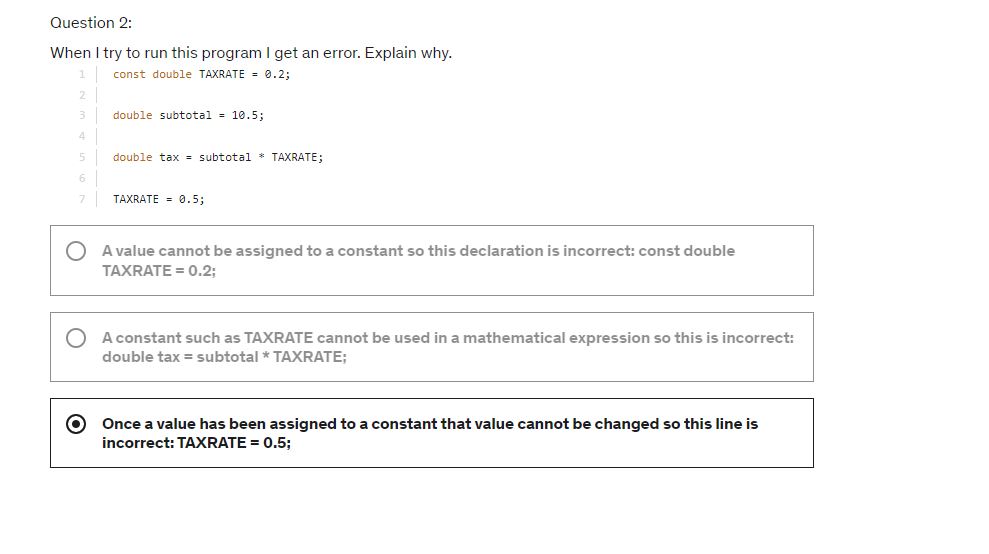 Question 2:
When I try to run this program I get an error. Explain why.
1 const double TAXRATE = 0.2;
2
3 double subtotal = 10.5;
4
5 double tax = subtotal * TAXRATE;
6
7 TAXRATE = 0.5;
A value cannot be assigned to a constant so this declaration is incorrect: const double
TAXRATE = 0.2;
A constant such as TAXRATE cannot be used in a mathematical expression so this is incorrect:
double tax = subtotal * TAXRATE;
Once a value has been assigned to a constant that value cannot be changed so this line is
incorrect: TAXRATE = 0.5;